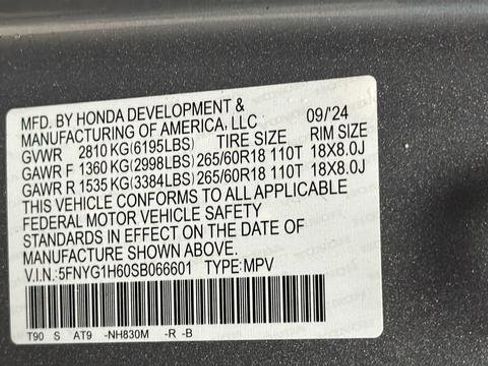 MFD. BY HONDA DEVELOPMENT &
MANUFACTURING OF AMERICA, LLC 09/'24
GVWR 2810 KG(6195LBS) TIRE SIZE RIM SIZE
GAWR F 1360 KG(2998LBS) 265/60R18 110T 18X8.0J
GAWR R 1535 KG(3384LBS) 265/60R18 110T 18X8.0J
THIS VEHICLE CONFORMS TO ALL APPLICABLE
FEDERAL MOTOR VEHICLE SAFETY
STANDARDS IN EFFECT ON THE DATE OF
MANUFACTURE SHOWN ABOVE.
V.I.N.: 5FNYG1H60SB066601 TYPE: MPV
T90 S AT9 -NH830M -R -B